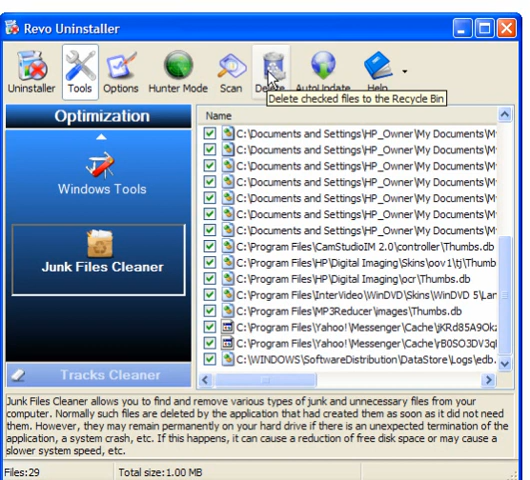 Revo Uninstaller
Uninstaller Tools Options Hunter Mode Scan Delete AutoUpdate Help
Delete checked files to the Recycle Bin
Optimization
Windows Tools
Junk Files Cleaner
Tracks Cleaner
Name
C:\Documents and Settings\HP_Owner\My Documents\M
C:\Documents and Settings\HP_Owner\My Documents\M
C:\Documents and Settings\HP_Owner\My Documents\M
C:\Documents and Settings\HP_Owner\My Documents\M
C:\Documents and Settings\HP_Owner\My Documents\M
C:\Documents and Settings\HP_Owner\My Documents\M
C:\Documents and Settings\HP_Owner\My Documents\M
C:\Program Files\CamStudioIM 2.0\controller\Thumbs.db
C:\Program Files\HP\Digital Imaging\Skins\oov1\tj\Thumb
C:\Program Files\HP\Digital Imaging\ocr\Thumbs.db
C:\Program Files\InterVideo\WinDVD\Skins\WinDVD 5\Lan
C:\Program Files\MP3Reducer\images\Thumbs.db
C:\Program Files\Yahoo!\Messenger\Cache\JKRd85A9Okz
C:\Program Files\Yahoo!\Messenger\Cache\rB0SO3DV3ql
C:\WINDOWS\SoftwareDistribution\DataStore\Logs\edb.
Junk Files Cleaner allows you to find and remove various types of junk and unnecessary files from your
computer. Normally such files are deleted by the application that had created them as soon as it did not need
them. However, they may remain permanently on your hard drive if there is an unexpected termination of the
application, a system crash, etc. If this happens, it can cause a reduction of free disk space or may cause a
slower system speed, etc.
Files:29 Total size:1.00 MB